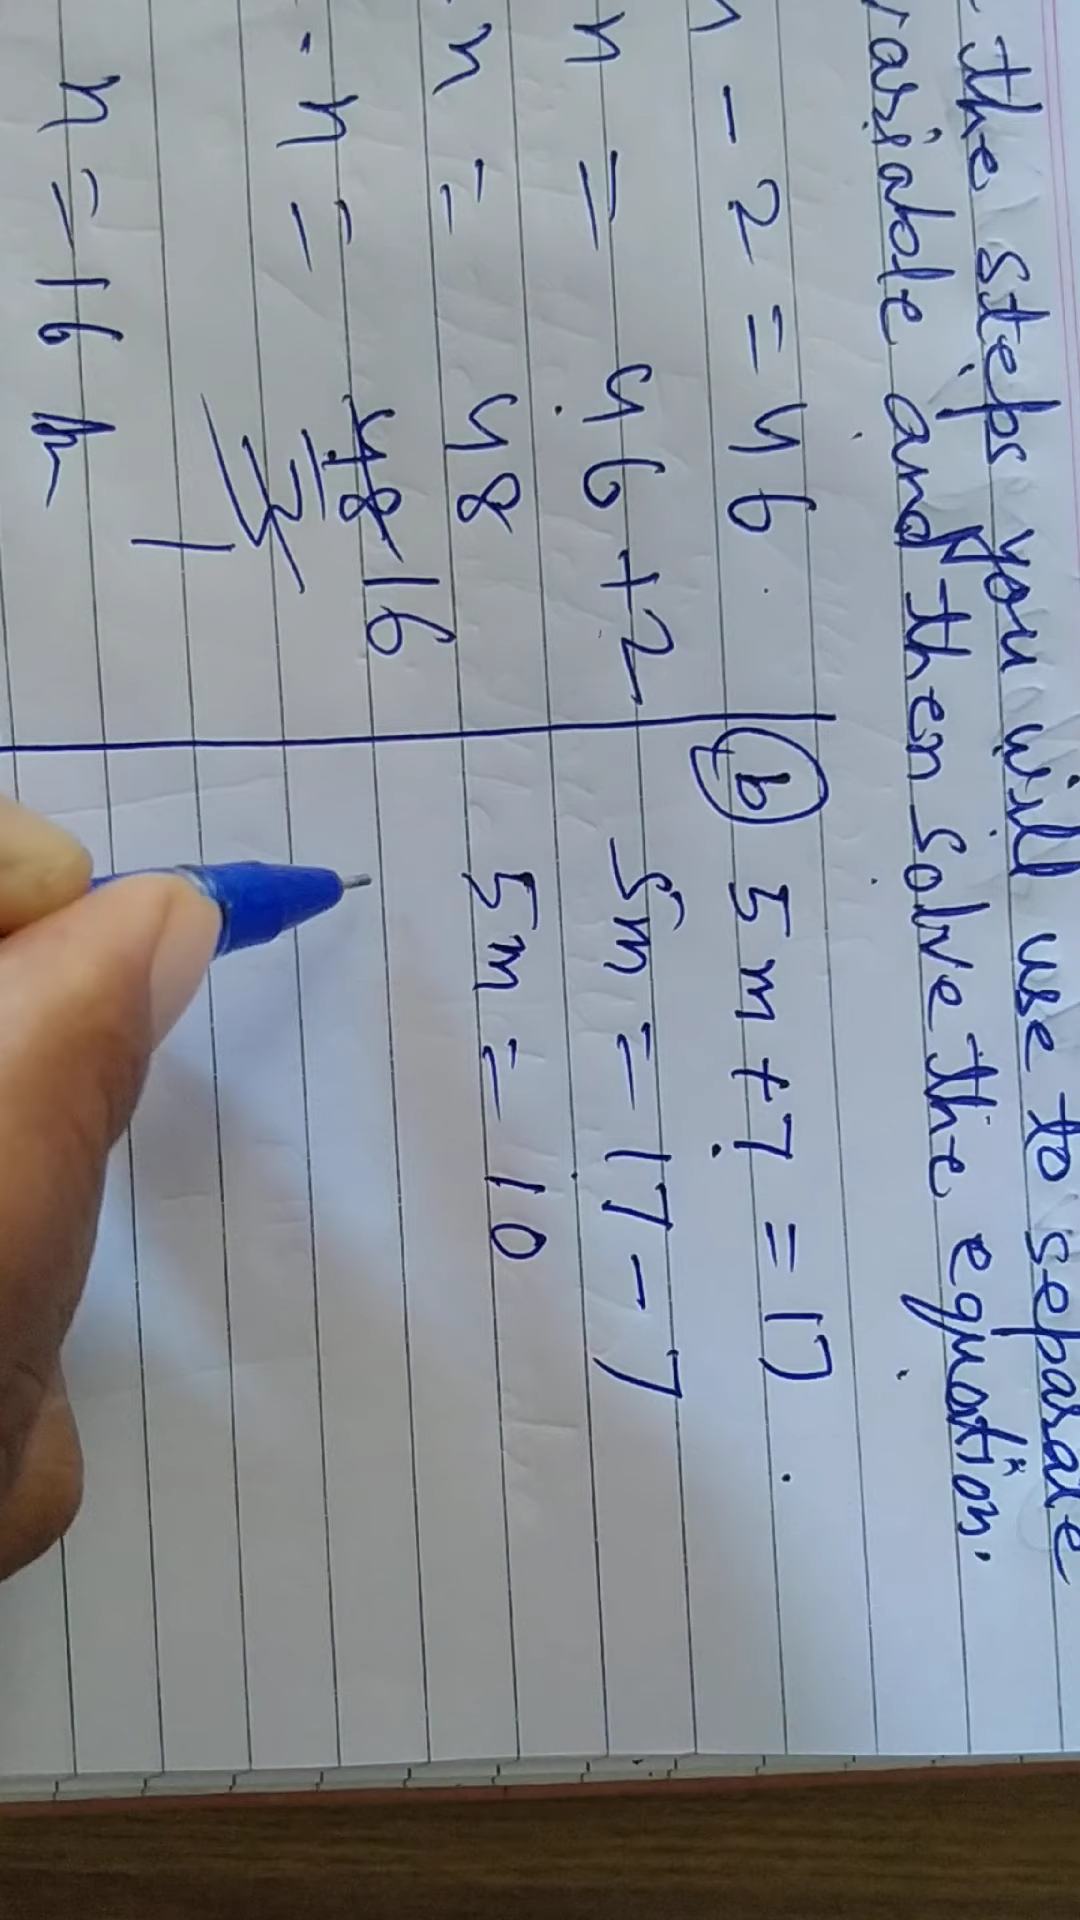 the steps you will use to separate
variable and then solve the equation.
n - 2 = 46
n = 46 + 2
n = 48
n = 48 16
3
1
n = 16
(b) 5m + 7 = 17
5m = 17 - 7
5m = 10